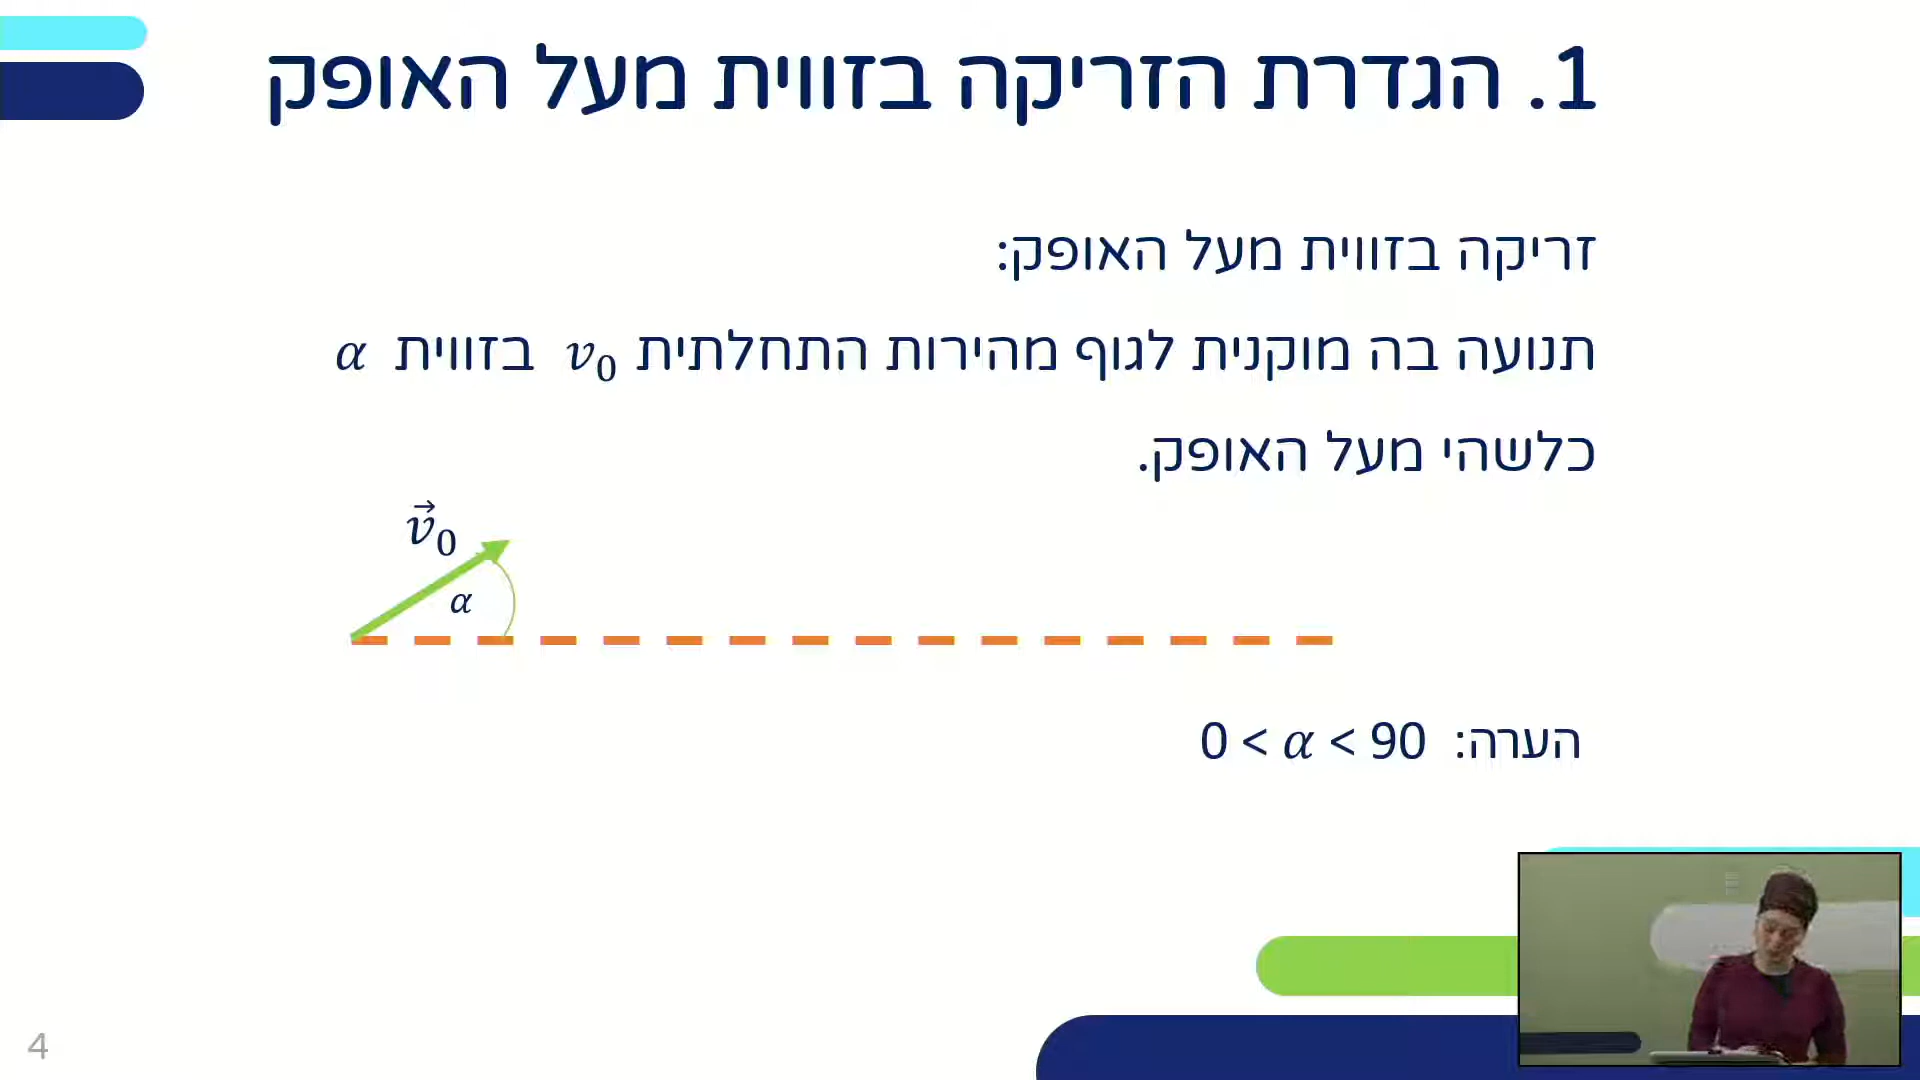 1. הגדרת הזריקה בזווית מעל האופק
זריקה בזווית מעל האופק:
תנועה בה מוקנית לגוף מהירות התחלתית v₀ בזווית α
כלשהי מעל האופק.
v⃗₀
α
הערה: 0 < α < 90
4